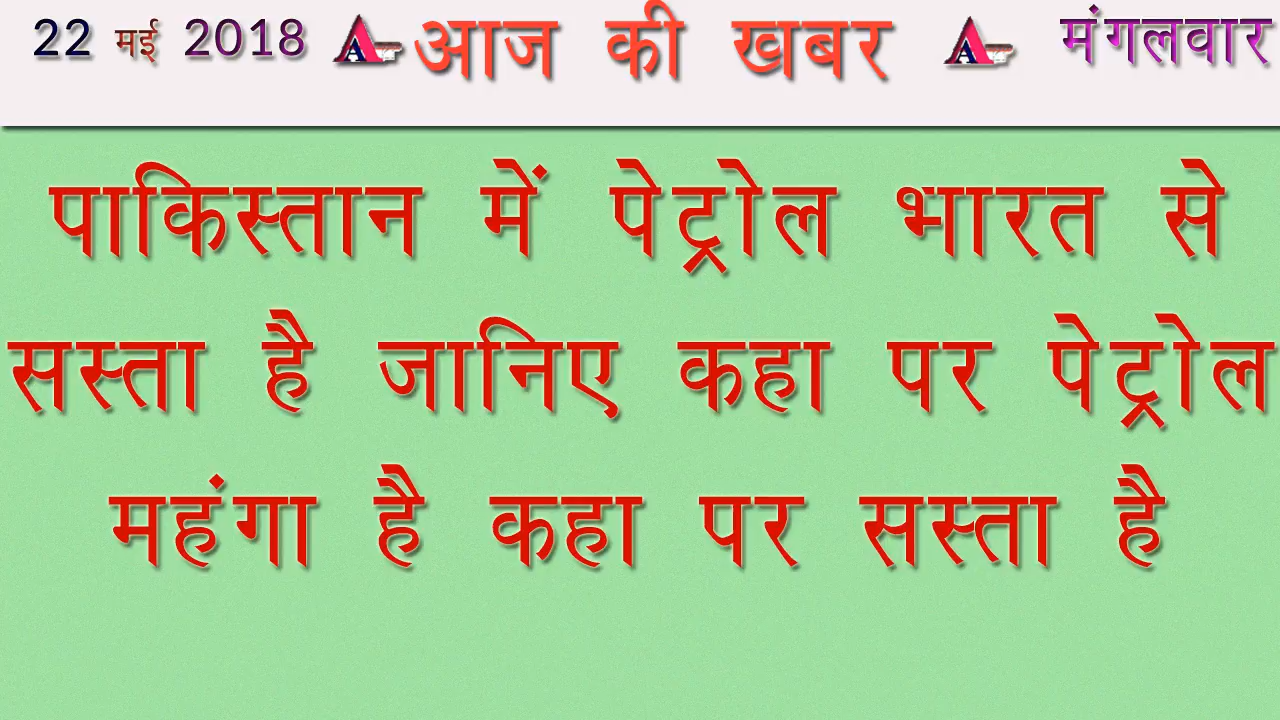 22 मई 2018 आज की खबर मंगलवार
पाकिस्तान में पेट्रोल भारत से
सस्ता है जानिए कहा पर पेट्रोल
महंगा है कहा पर सस्ता है